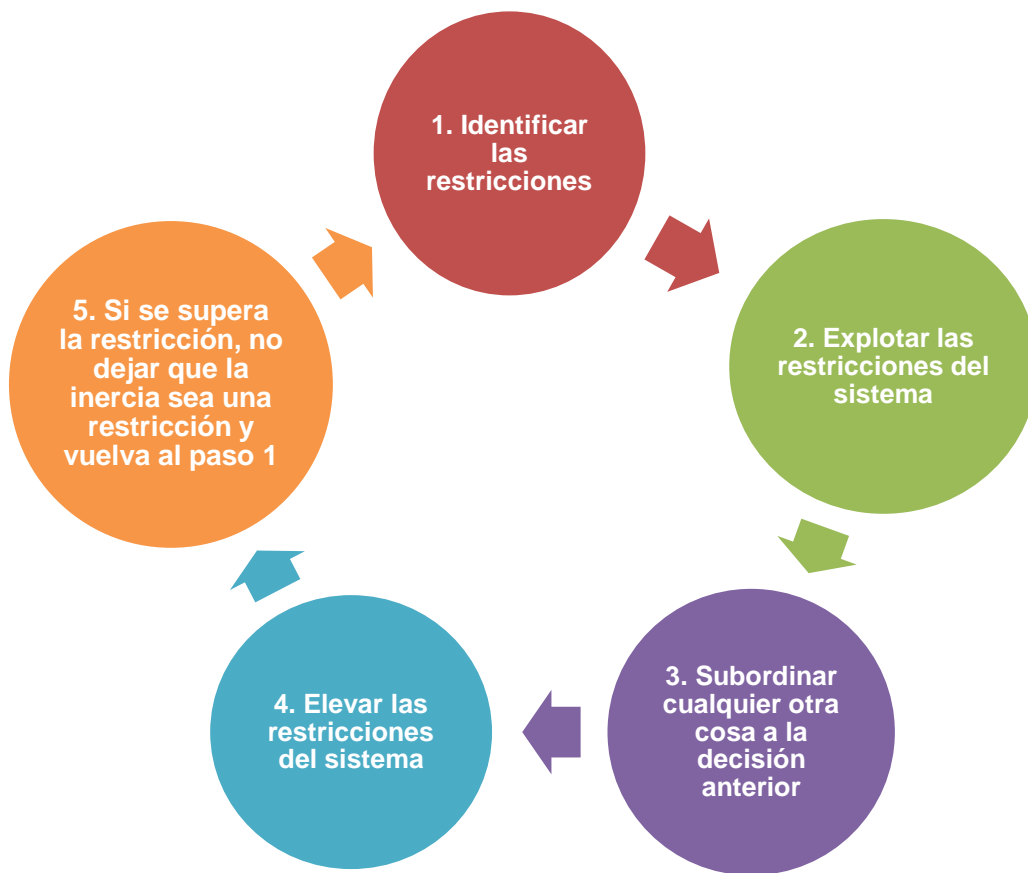 1. Identificar
las
restricciones
2. Explotar las
restricciones del
sistema
3. Subordinar
cualquier otra
cosa a la
decisión
anterior
4. Elevar las
restricciones
del sistema
5. Si se supera
la restricción, no
dejar que la
inercia sea una
restricción y
vuelva al paso 1